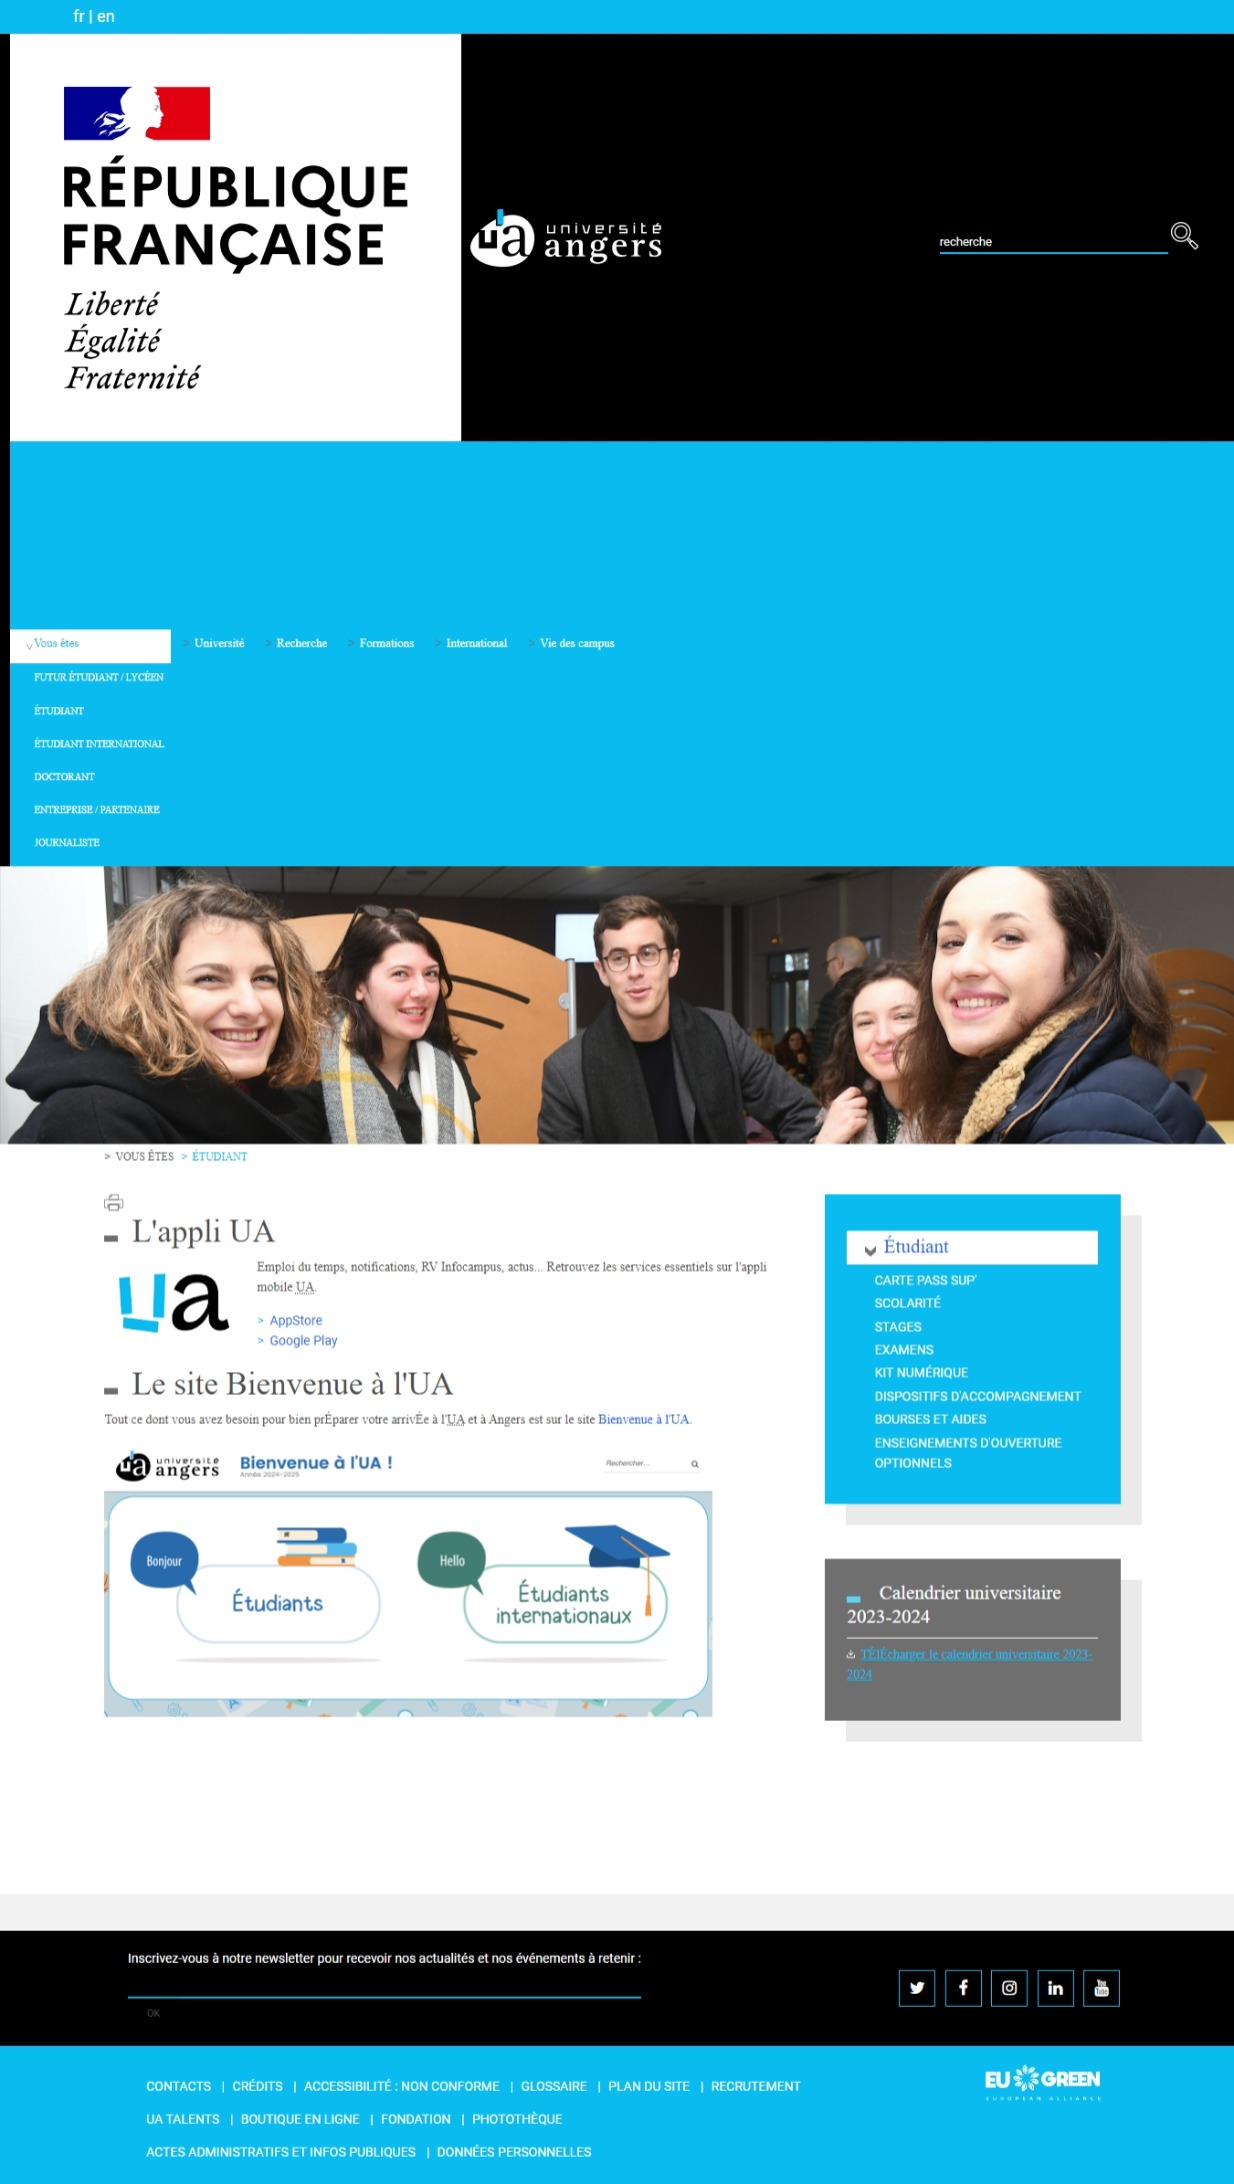 fr | en
RÉPUBLIQUE
FRANÇAISE
Liberté
Égalité
Fraternité
ua université
angers
recherche
Vous êtes > Université > Recherche > Formations > International > Vie des campus
FUTUR ÉTUDIANT / LYCÉEN
ÉTUDIANT
ÉTUDIANT INTERNATIONAL
DOCTORANT
ENTREPRISE / PARTENAIRE
JOURNALISTE
> VOUS ÊTES > ÉTUDIANT
L'appli UA
ua
Emploi du temps, notifications, RV Infocampus, actus... Retrouvez les services essentiels sur l'appli
mobile UA.
> AppStore
> Google Play
Le site Bienvenue à l'UA
Tout ce dont vous avez besoin pour bien prÉparer votre arrivÉe à l'UA et à Angers est sur le site Bienvenue à l'UA.
ua université
angers
Bienvenue à l'UA !
Année 2024-2025
Rechercher...
Bonjour
Étudiants
Hello
Étudiants
internationaux
Étudiant
CARTE PASS SUP'
SCOLARITÉ
STAGES
EXAMENS
KIT NUMÉRIQUE
DISPOSITIFS D'ACCOMPAGNEMENT
BOURSES ET AIDES
ENSEIGNEMENTS D'OUVERTURE
OPTIONNELS
Calendrier universitaire
2023-2024
TÉlÉcharger le calendrier universitaire 2023-
2024
Inscrivez-vous à notre newsletter pour recevoir nos actualités et nos événements à retenir :
OK
You
Tube
CONTACTS | CRÉDITS | ACCESSIBILITÉ : NON CONFORME | GLOSSAIRE | PLAN DU SITE | RECRUTEMENT
UA TALENTS | BOUTIQUE EN LIGNE | FONDATION | PHOTOTHÈQUE
ACTES ADMINISTRATIFS ET INFOS PUBLIQUES | DONNÉES PERSONNELLES
EU GREEN
EUROPEAN ALLIANCE